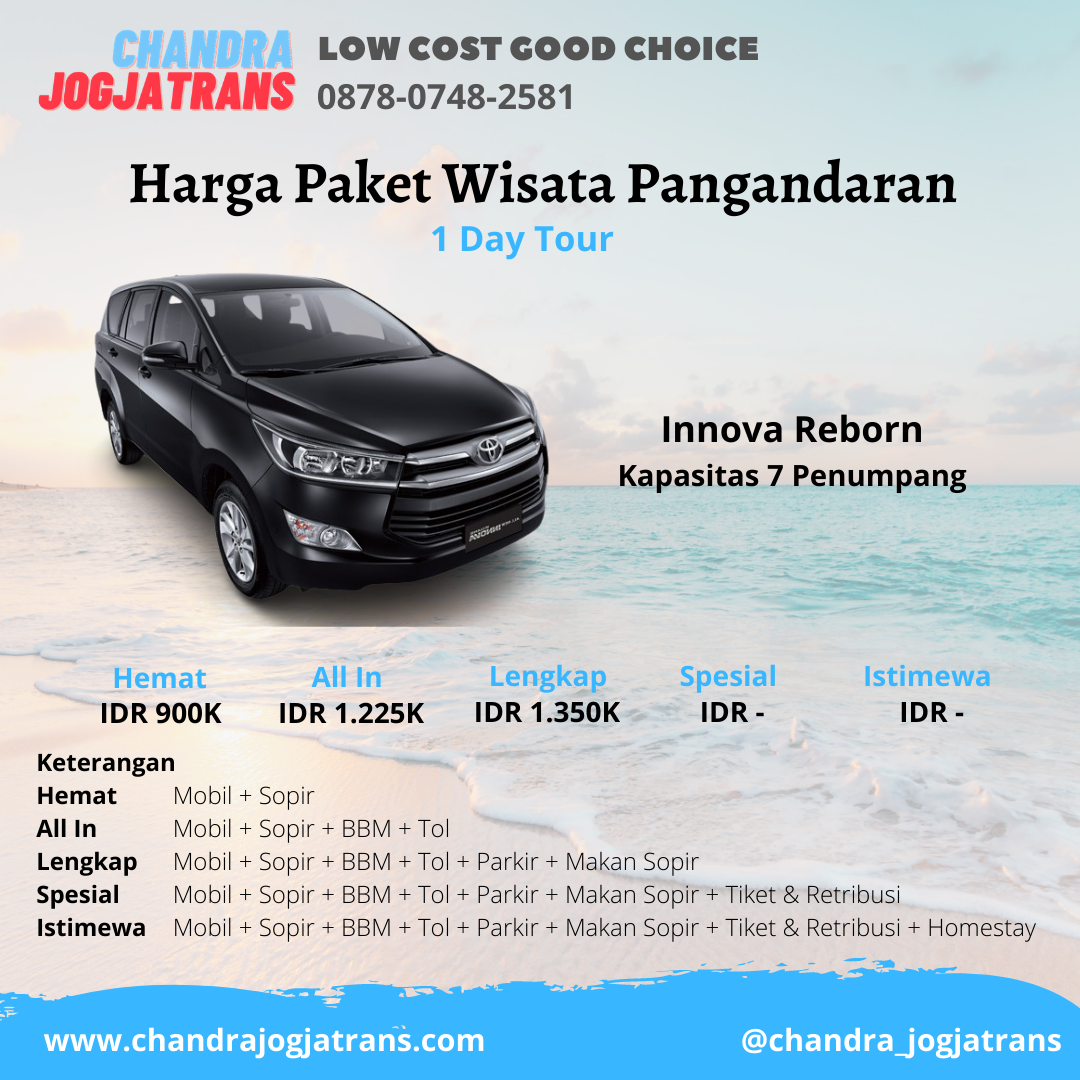 CHANDRA
JOGJATRANS
LOW COST GOOD CHOICE
0878-0748-2581
Harga Paket Wisata Pangandaran
1 Day Tour
Innova Reborn
Kapasitas 7 Penumpang
Hemat All In Lengkap Spesial Istimewa
IDR 900K IDR 1.225K IDR 1.350K IDR - IDR -
Keterangan
Hemat Mobil + Sopir
All In Mobil + Sopir + BBM + Tol
Lengkap Mobil + Sopir + BBM + Tol + Parkir + Makan Sopir
Spesial Mobil + Sopir + BBM + Tol + Parkir + Makan Sopir + Tiket & Retribusi
Istimewa Mobil + Sopir + BBM + Tol + Parkir + Makan Sopir + Tiket & Retribusi + Homestay
www.chandrajogjatrans.com @chandra_jogjatrans